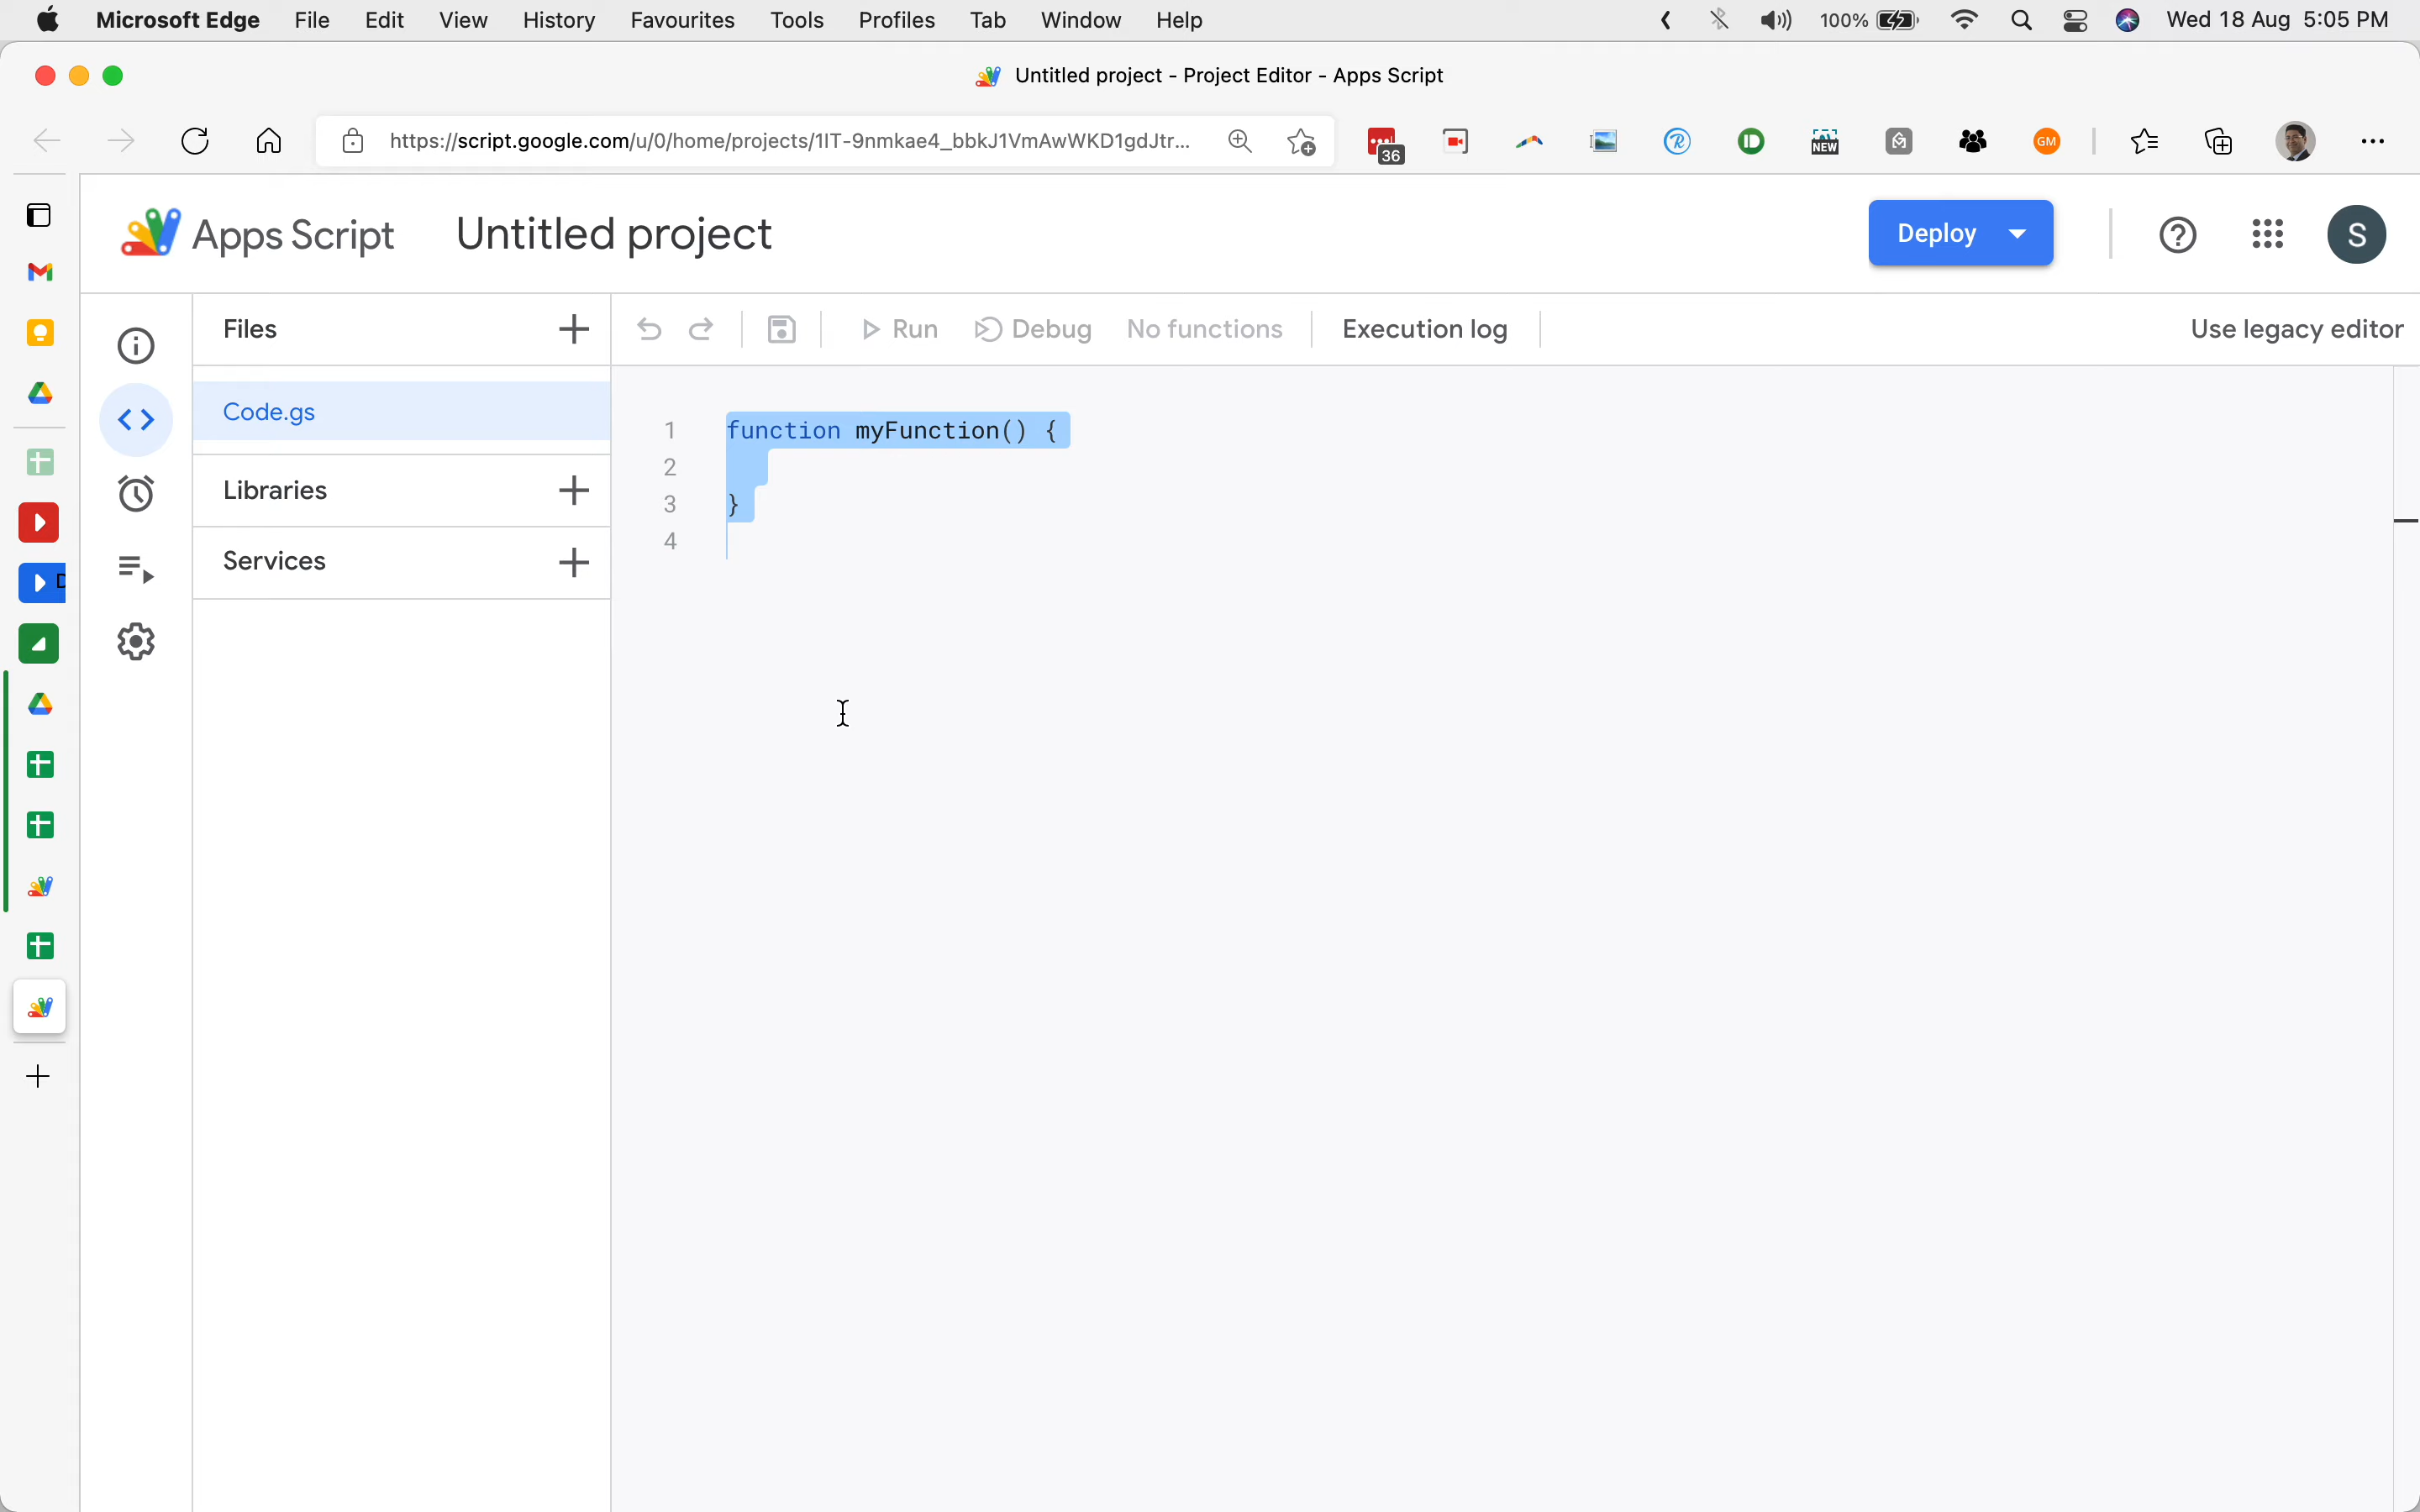 Microsoft Edge File Edit View History Favourites Tools Profiles Tab Window Help 100% Wed 18 Aug 5:05 PM
Untitled project - Project Editor - Apps Script
https://script.google.com/u/0/home/projects/1IT-9nmkae4_bbkJ1VmAwWKD1gdJtr... 36 NEW GM
Apps Script Untitled project Deploy S
Files Run Debug No functions Execution log Use legacy editor
Code.gs
Libraries
Services
D
1 function myFunction() {
2
3 }
4